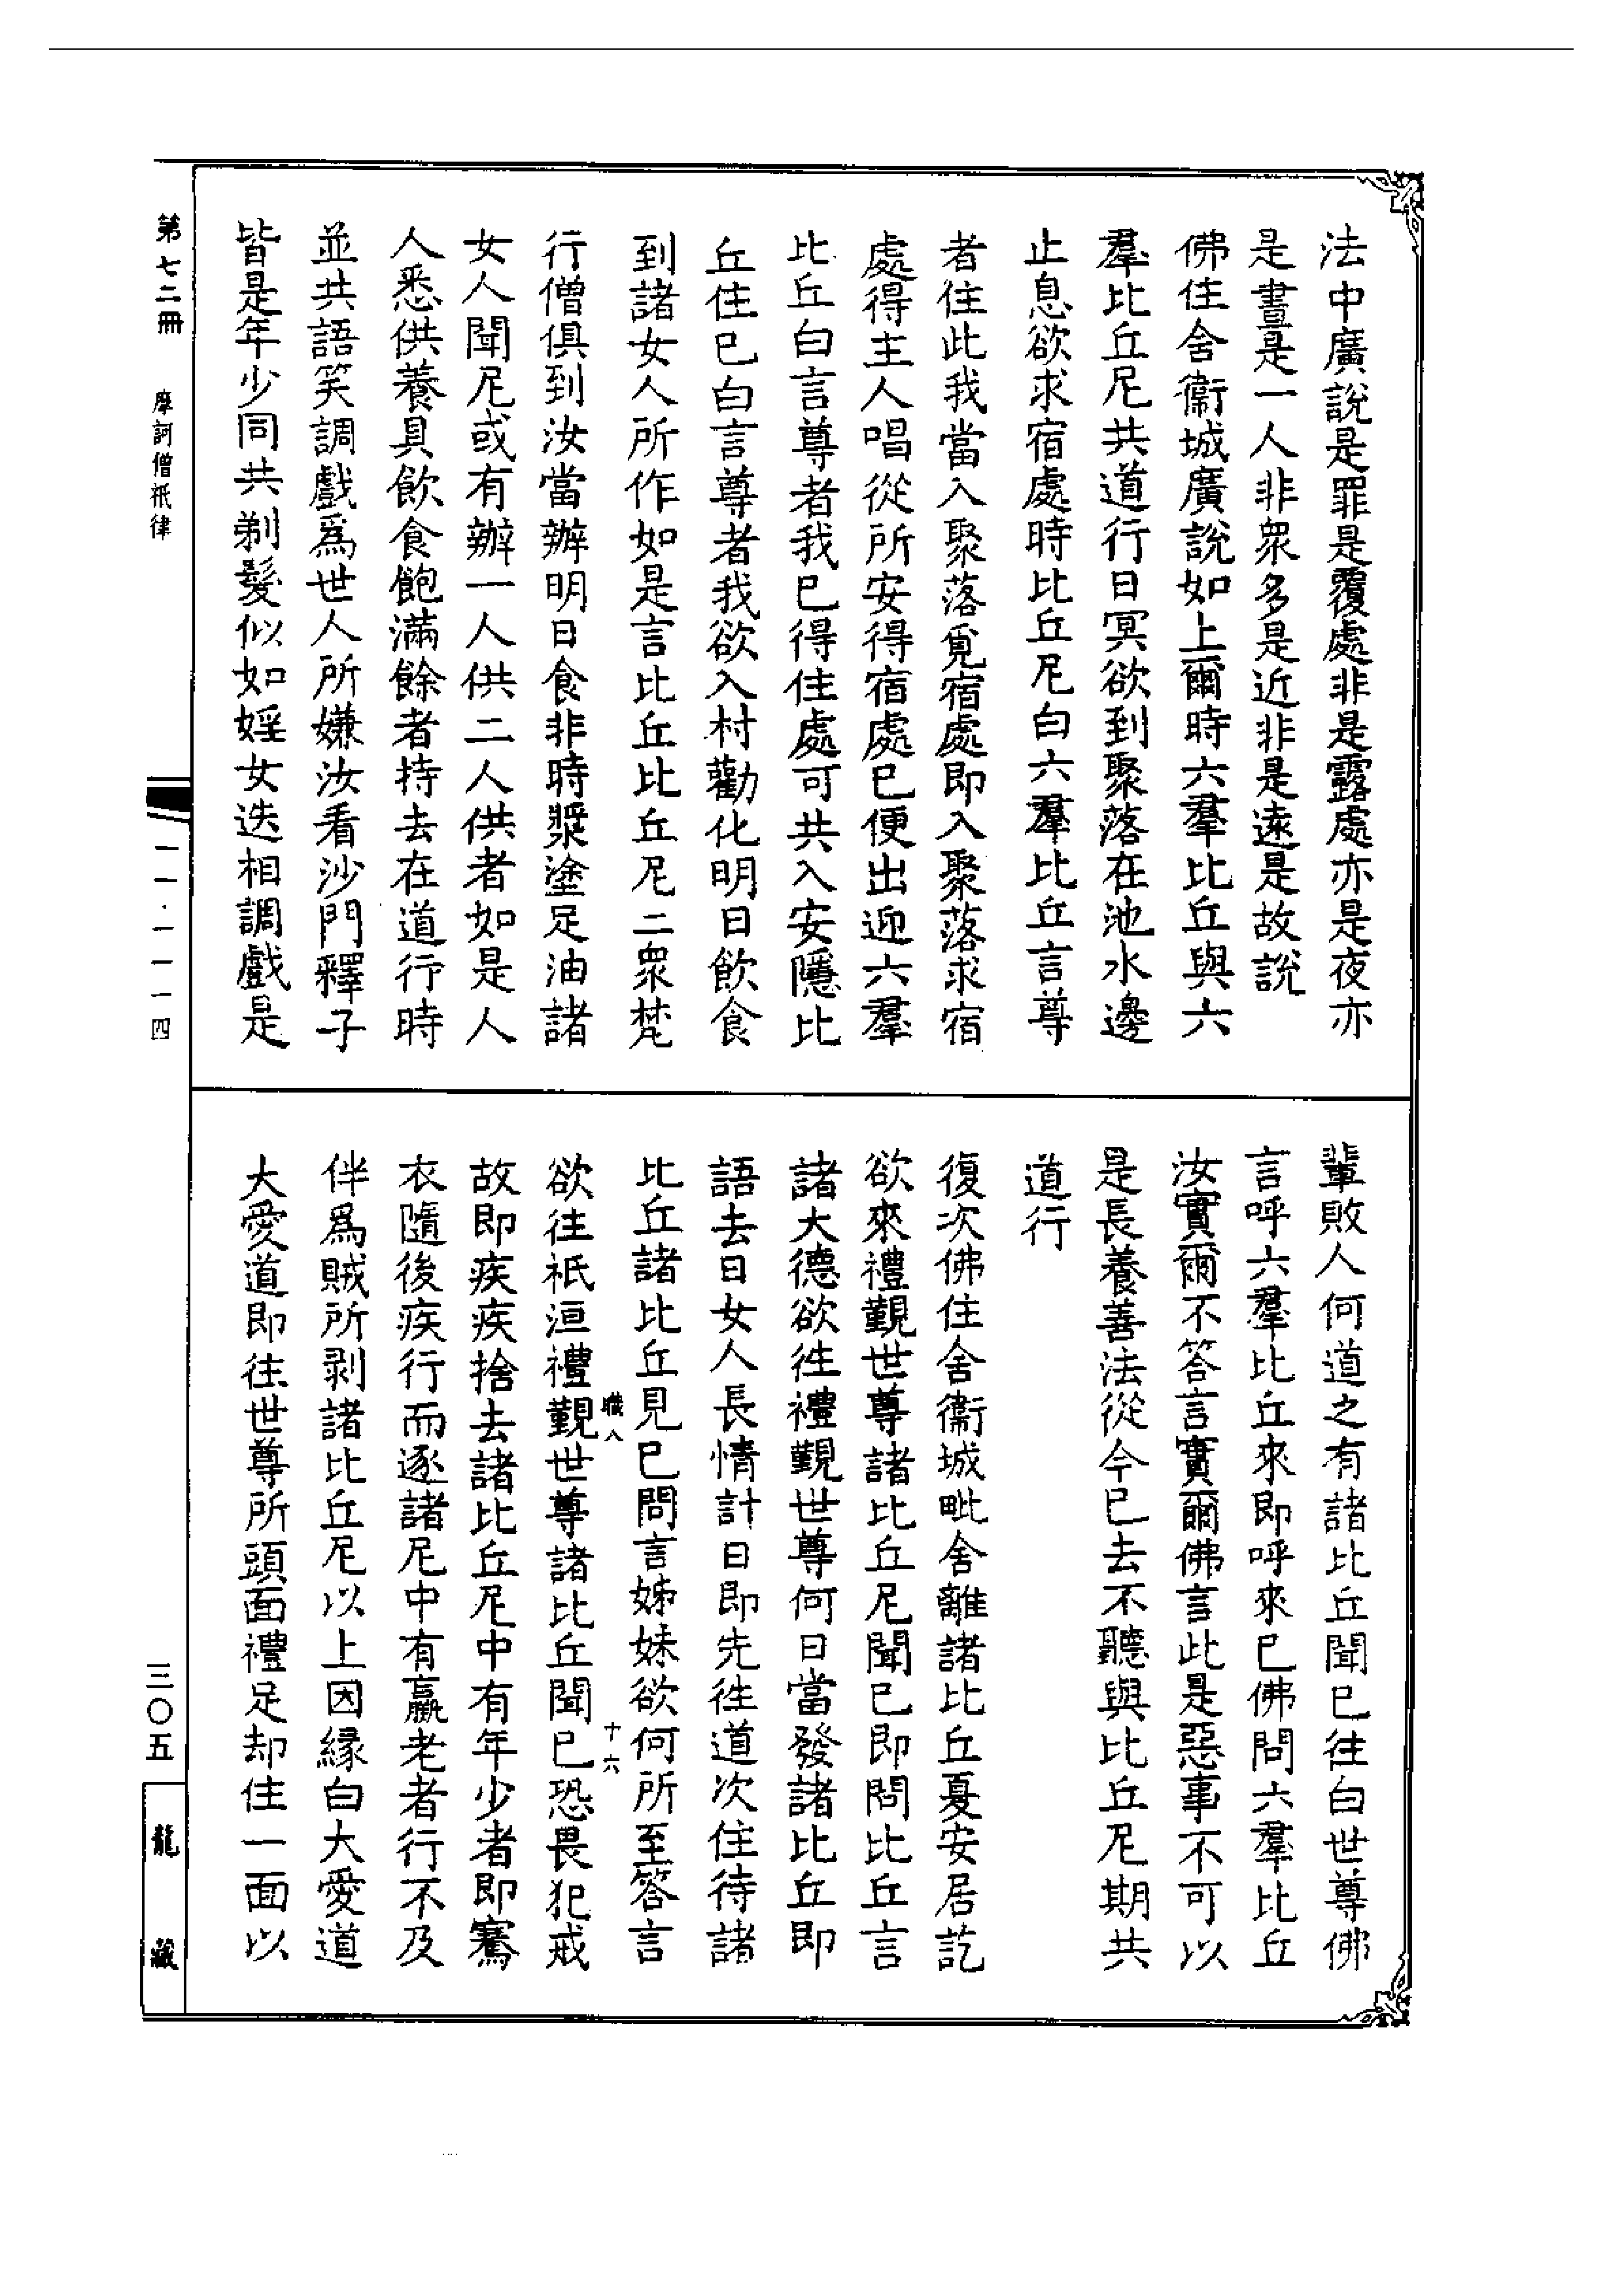 法中廣說是罪是覆處非是露處亦是夜亦
是晝是一人非衆多是近非是遠是故說
佛住舍衞城廣說如上爾時六羣比丘與六
羣比丘尼共道行日冥欲到聚落在池水邊
止息欲求宿處時比丘尼白六羣比丘言尊
者住此我當入聚落覓宿處即入聚落求宿
處得主人唱從所安得宿處已便出迎六羣
比丘白言尊者我已得住處可共入安隱比
丘住已白言尊者我欲入村勸化明日飲食
到諸女人所作如是言比丘比丘尼二衆梵
行僧俱到汝當辦明日食非時漿塗足油諸
女人聞尼或有辦一人供二人供者如是人
人悉供養具飲食飽滿餘者持去在道行時
並共語笑調戲爲世人所嫌汝看沙門釋子
皆是年少同共剃髮似如婬女迭相調戲是
輩敗人何道之有諸比丘聞已往白世尊佛
言呼六羣比丘來即呼來已佛問六羣比丘
汝實爾不答言實爾佛言此是惡事不可以
是長養善法從今已去不聽與比丘尼期共
道行
復次佛住舍衞城毗舍離諸比丘夏安居訖
欲來禮覲世尊諸比丘尼聞已即問比丘言
諸大德欲往禮覲世尊何日當發諸比丘即
語去日女人長情計日即先往道次住待諸
比丘諸比丘見已問言姊妹欲何所至答言
職八
十六
欲往祇洹禮覲世尊諸比丘聞已恐畏犯戒
故即疾疾捨去諸比丘尼中有年少者即騫
衣隨後疾行而逐諸尼中有羸老者行不及
伴爲賊所剥諸比丘尼以上因緣白大愛道
大愛道即往世尊所頭面禮足却住一面以
第七二冊
摩訶僧祇律
一一·一一一四
三〇五
龍藏